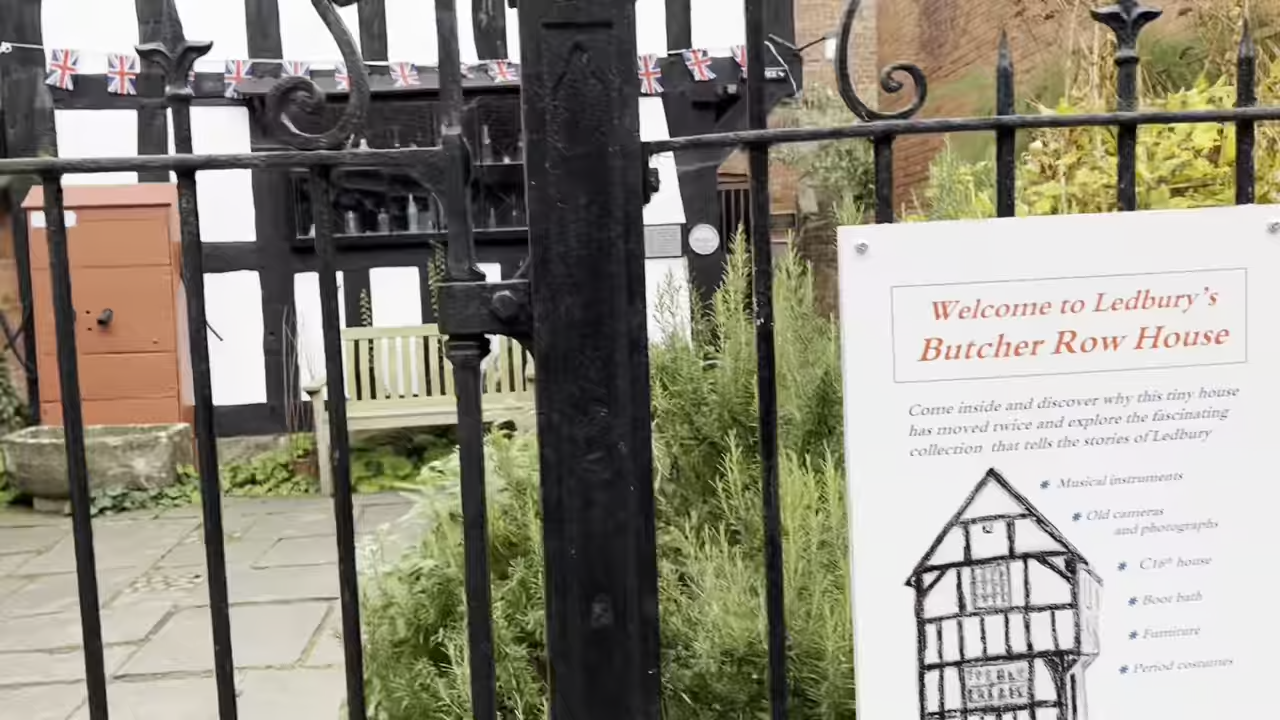 Welcome to Ledbury's
Butcher Row House
Come inside and discover why this tiny house
has moved twice and explore the fascinating
collection that tells the stories of Ledbury
* Musical instruments
* Old cameras
and photographs
* C16th house
* Boot bath
* Furniture
* Period costumes